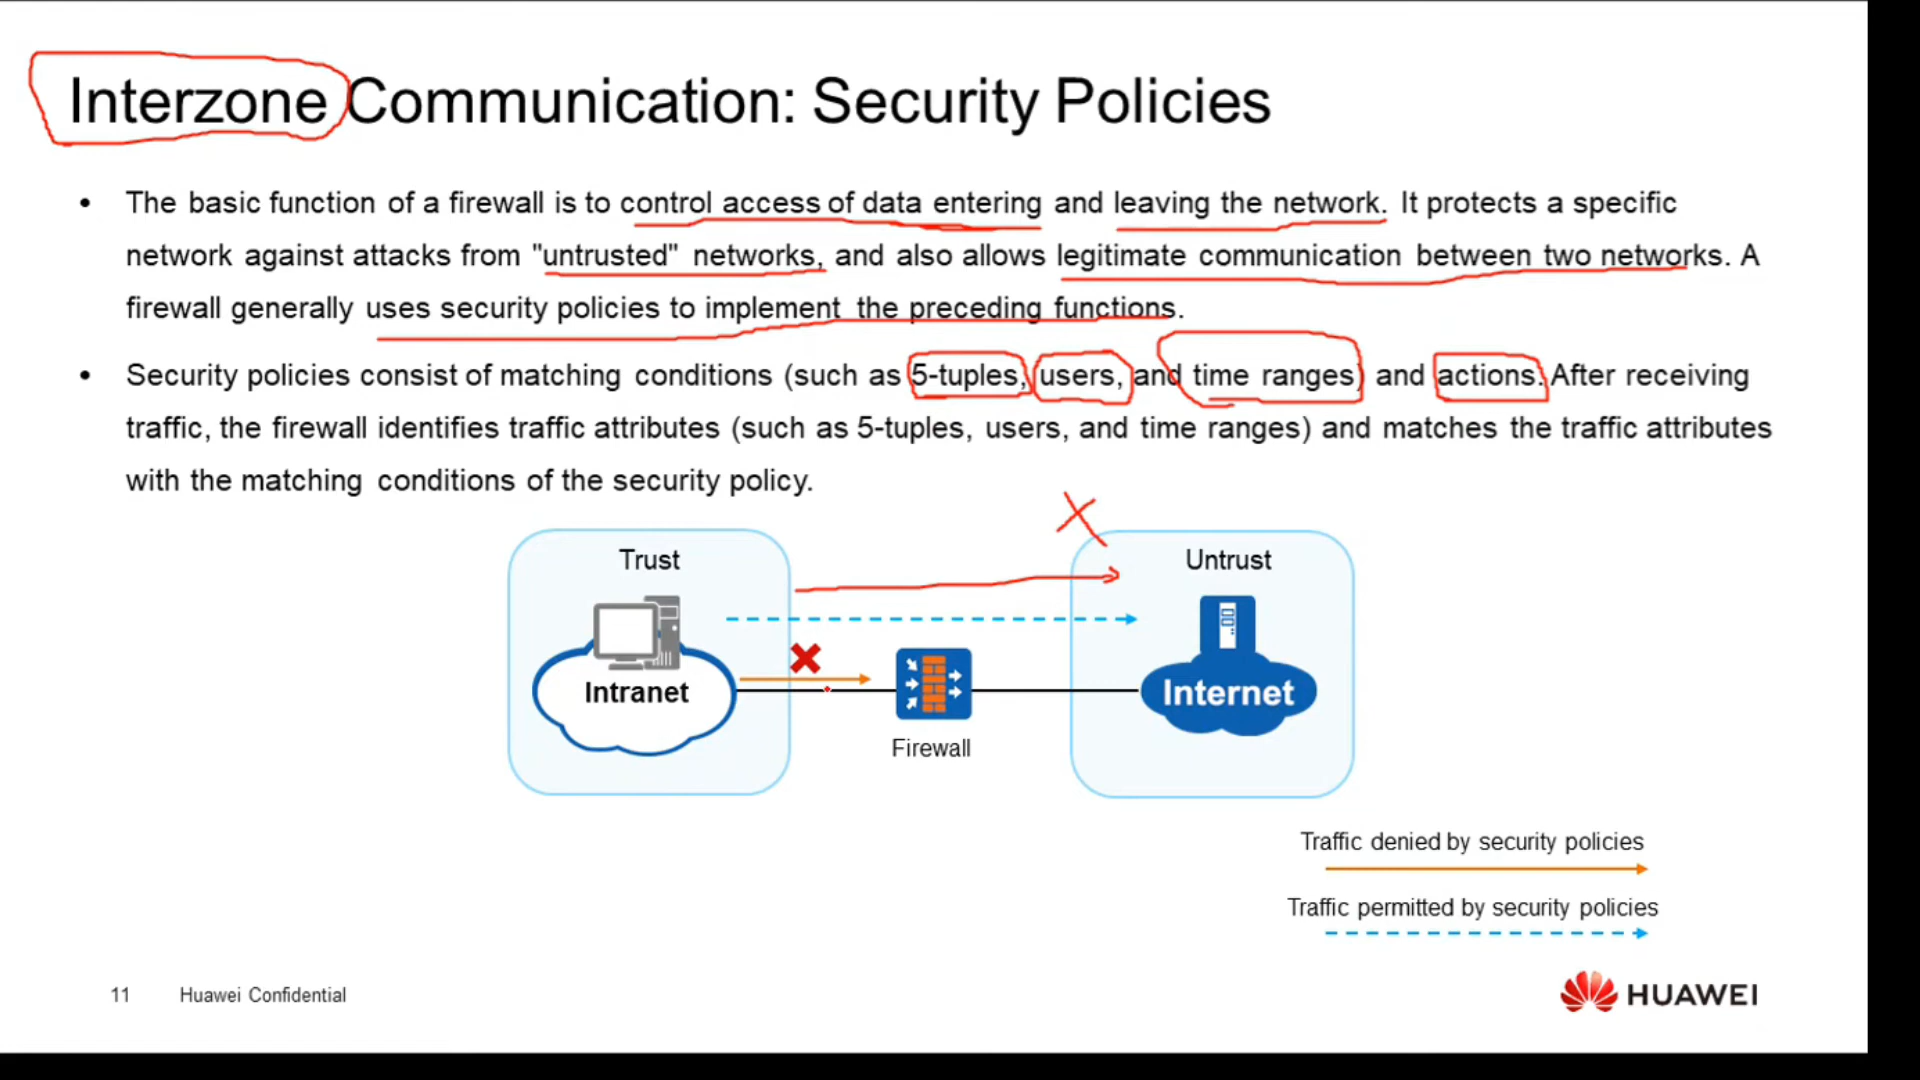 Interzone Communication: Security Policies
• The basic function of a firewall is to control access of data entering and leaving the network. It protects a specific
network against attacks from "untrusted" networks, and also allows legitimate communication between two networks. A
firewall generally uses security policies to implement the preceding functions.
• Security policies consist of matching conditions (such as 5-tuples, users, and time ranges) and actions. After receiving
traffic, the firewall identifies traffic attributes (such as 5-tuples, users, and time ranges) and matches the traffic attributes
with the matching conditions of the security policy.
Trust
Untrust
Intranet
Internet
Firewall
Traffic denied by security policies
Traffic permitted by security policies
11 Huawei Confidential
HUAWEI